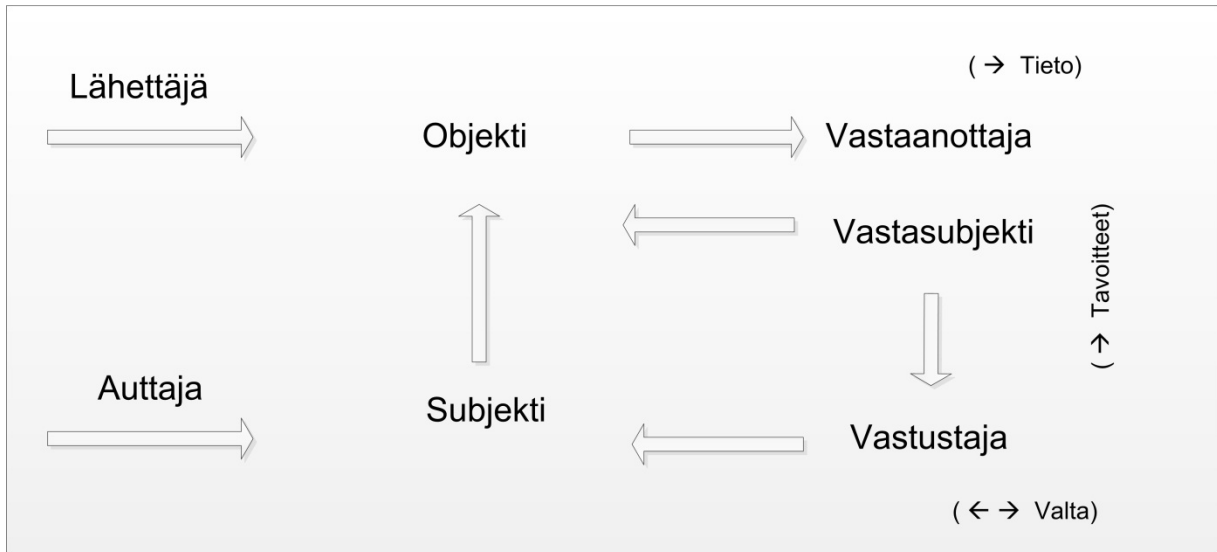 ( → Tieto)
Lähettäjä
Objekti
Vastaanottaja
Vastasubjekti
( → Tavoitteet)
Auttaja
Subjekti
Vastustaja
( ← → Valta)